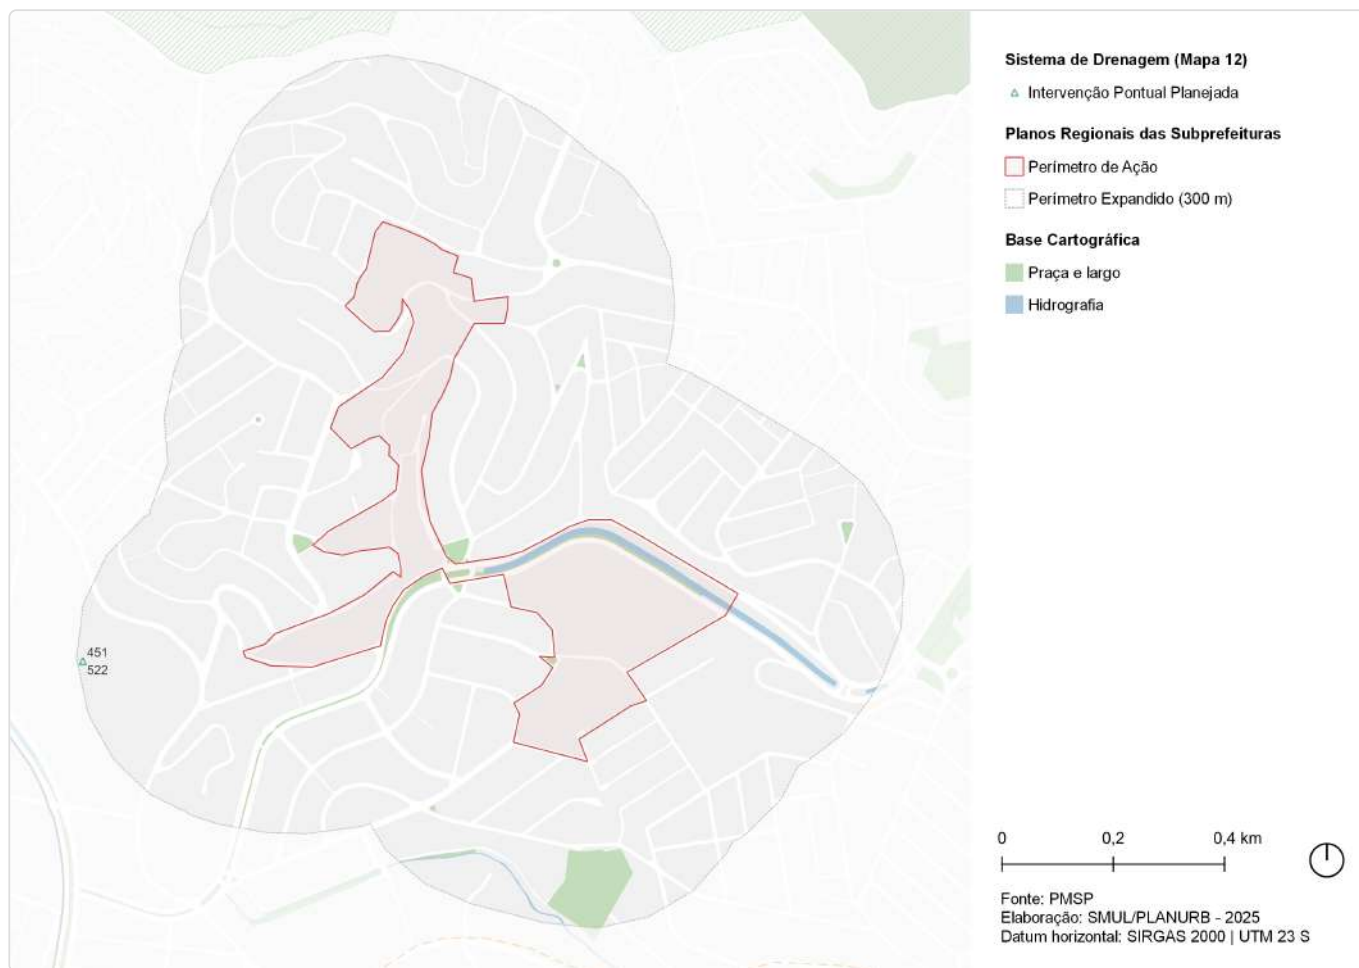 Sistema de Drenagem (Mapa 12)
Intervenção Pontual Planejada
Planos Regionais das Subprefeituras
Perímetro de Ação
Perímetro Expandido (300 m)
Base Cartográfica
Praça e largo
Hidrografia
451
522
0 0,2 0,4 km
Fonte: PMSP
Elaboração: SMUL/PLANURB - 2025
Datum horizontal: SIRGAS 2000 | UTM 23 S